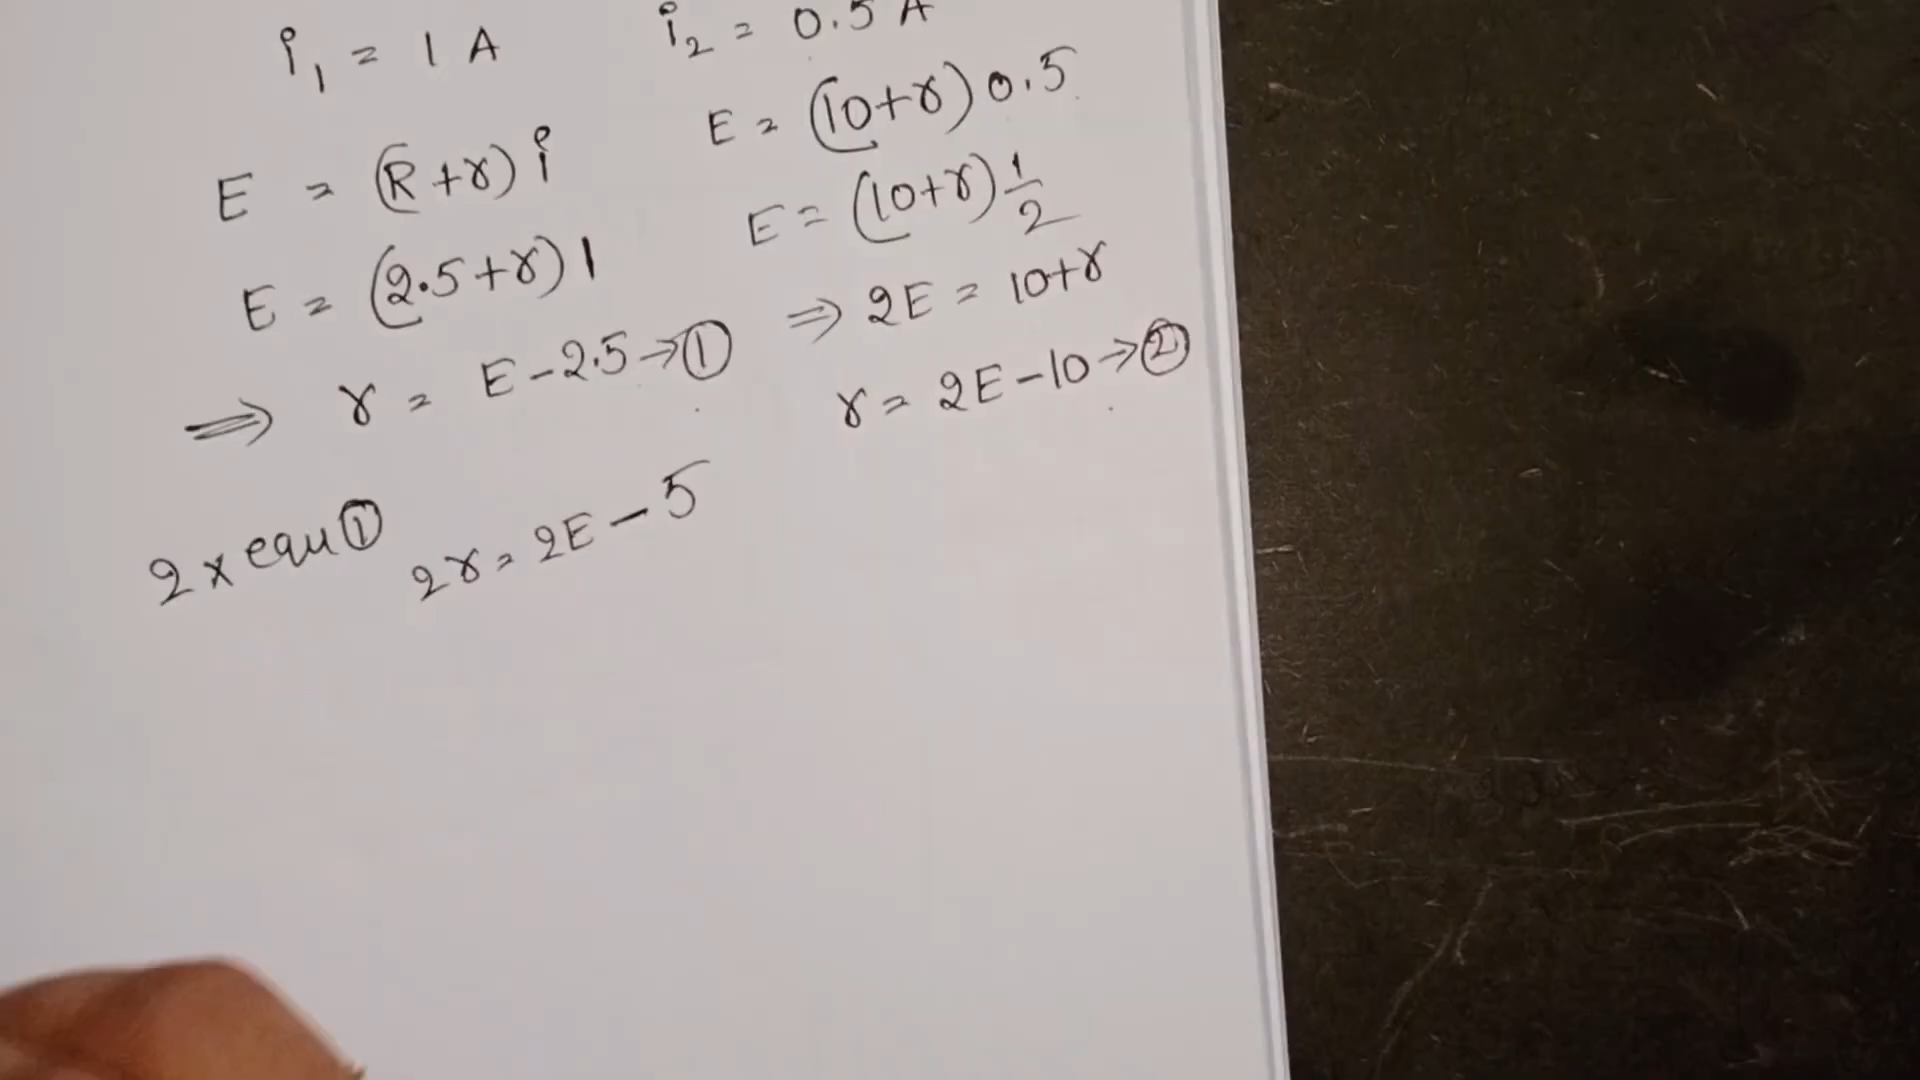 i₁ = 1 A
i₂ = 0.5 A
E = (R+r) i
E = (2.5+r) 1
⇒ r = E - 2.5 → ①
E = (10+r) 0.5
E = (10+r) 1/2
⇒ 2E = 10+r
r = 2E - 10 → ②
2 x equ ① 2r = 2E - 5